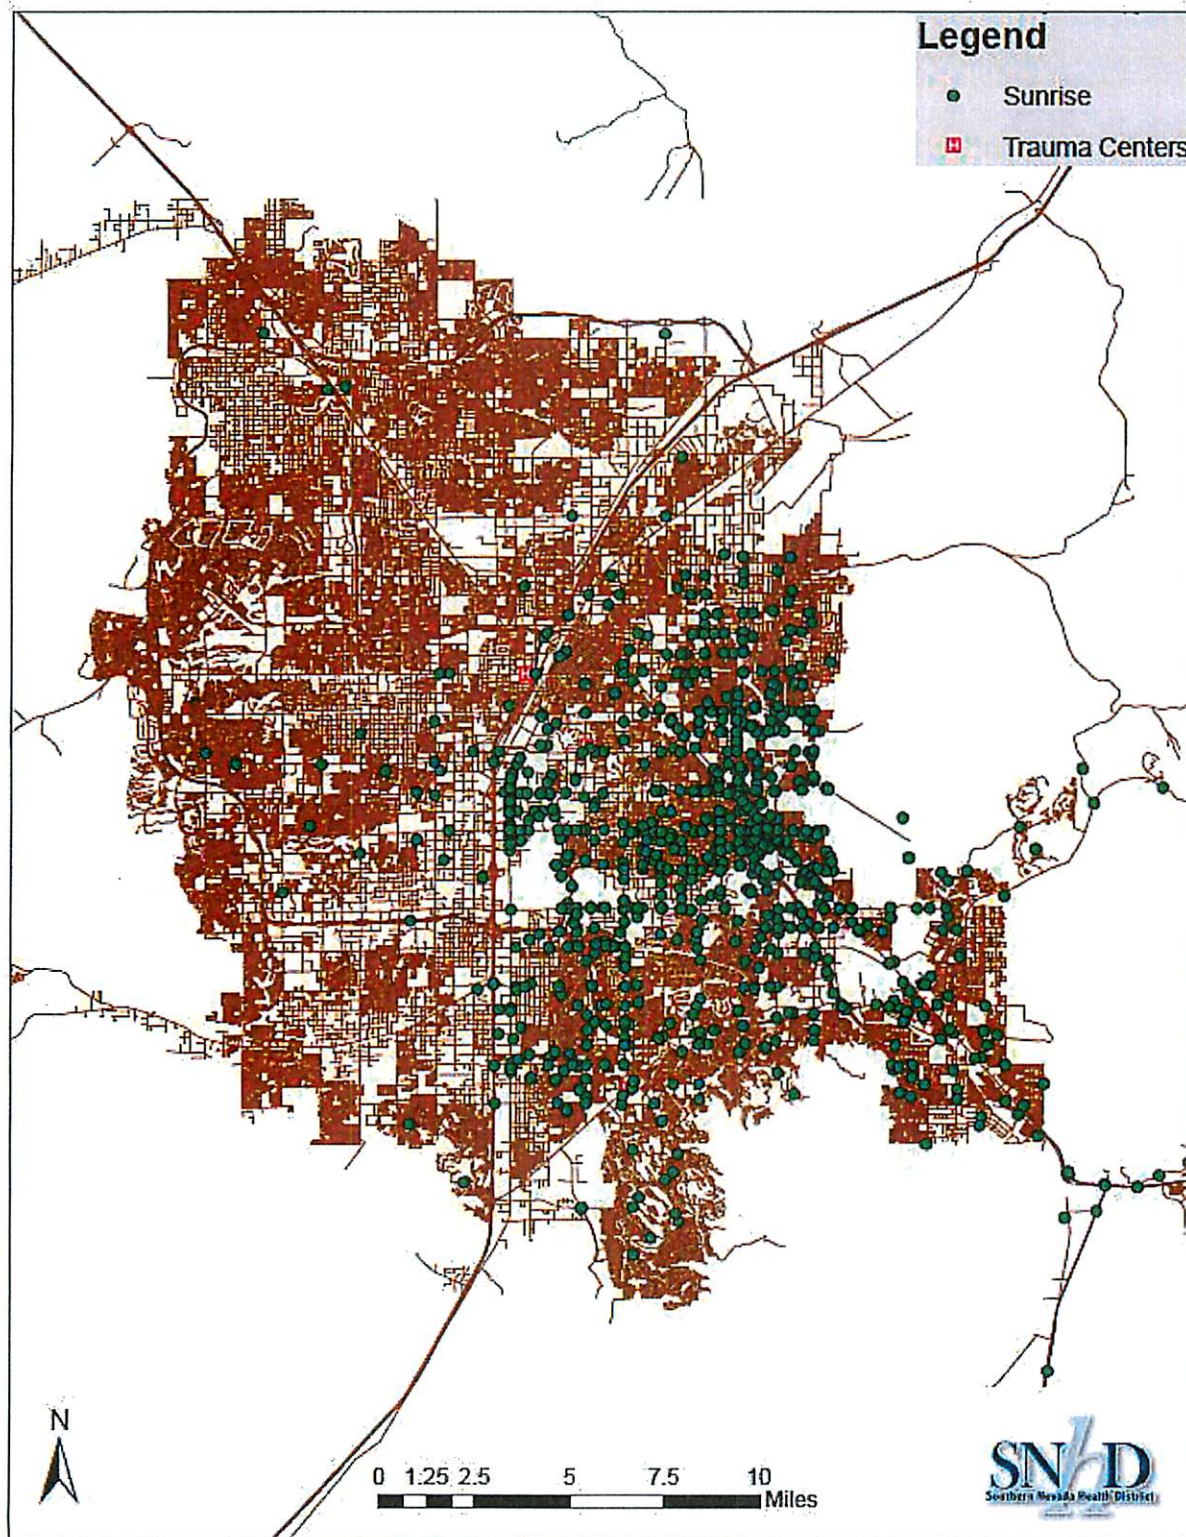 Legend
Sunrise
Trauma Centers
N
0 1.25 2.5 5 7.5 10
Miles
SNhD
Southern Nevada Health District